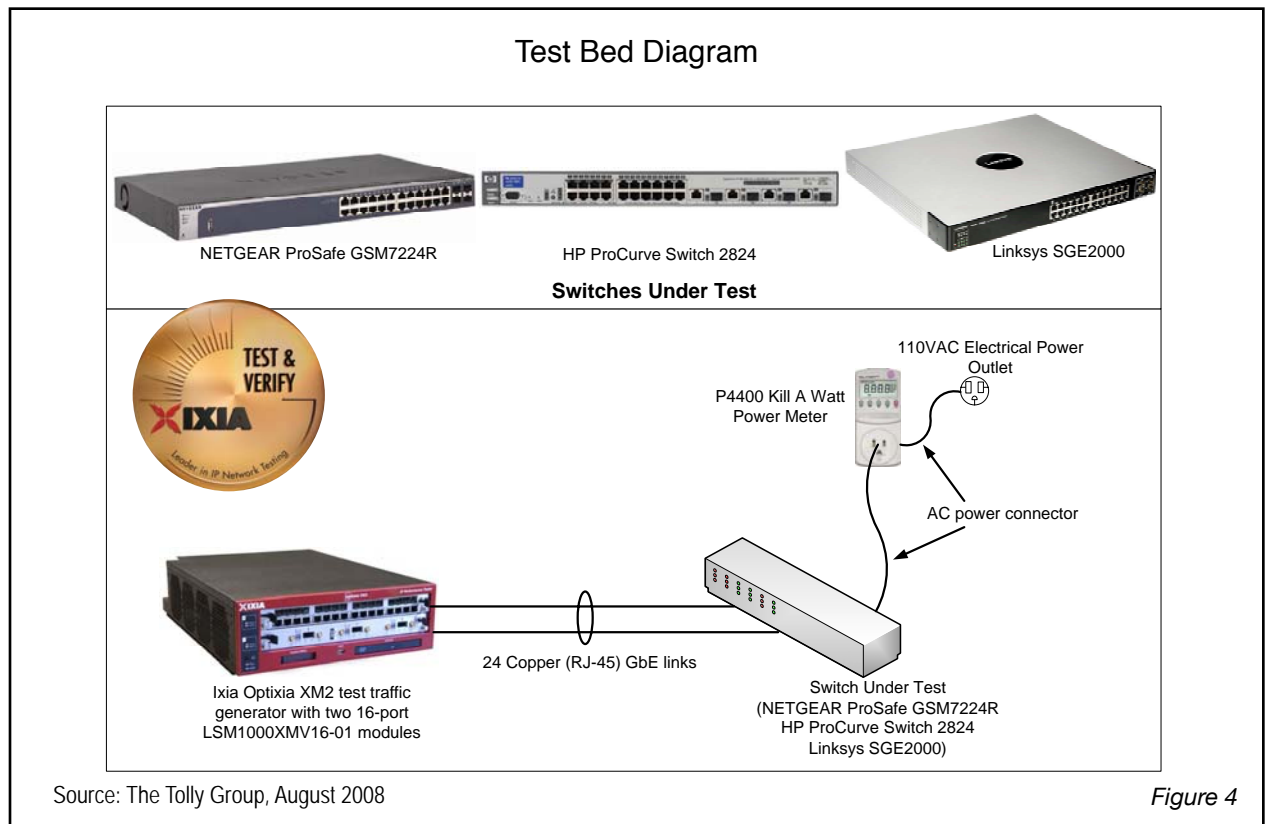 Test Bed Diagram
NETGEAR ProSafe GSM7224R
HP ProCurve Switch 2824
Linksys SGE2000
Switches Under Test
TEST &
VERIFY
IXIA
Leader in IP Network Testing
110VAC Electrical Power
Outlet
P4400 Kill A Watt
Power Meter
AC power connector
XIXIA
24 Copper (RJ-45) GbE links
Ixia Optixia XM2 test traffic
generator with two 16-port
LSM1000XMV16-01 modules
Switch Under Test
(NETGEAR ProSafe GSM7224R
HP ProCurve Switch 2824
Linksys SGE2000)
Source: The Tolly Group, August 2008
Figure 4